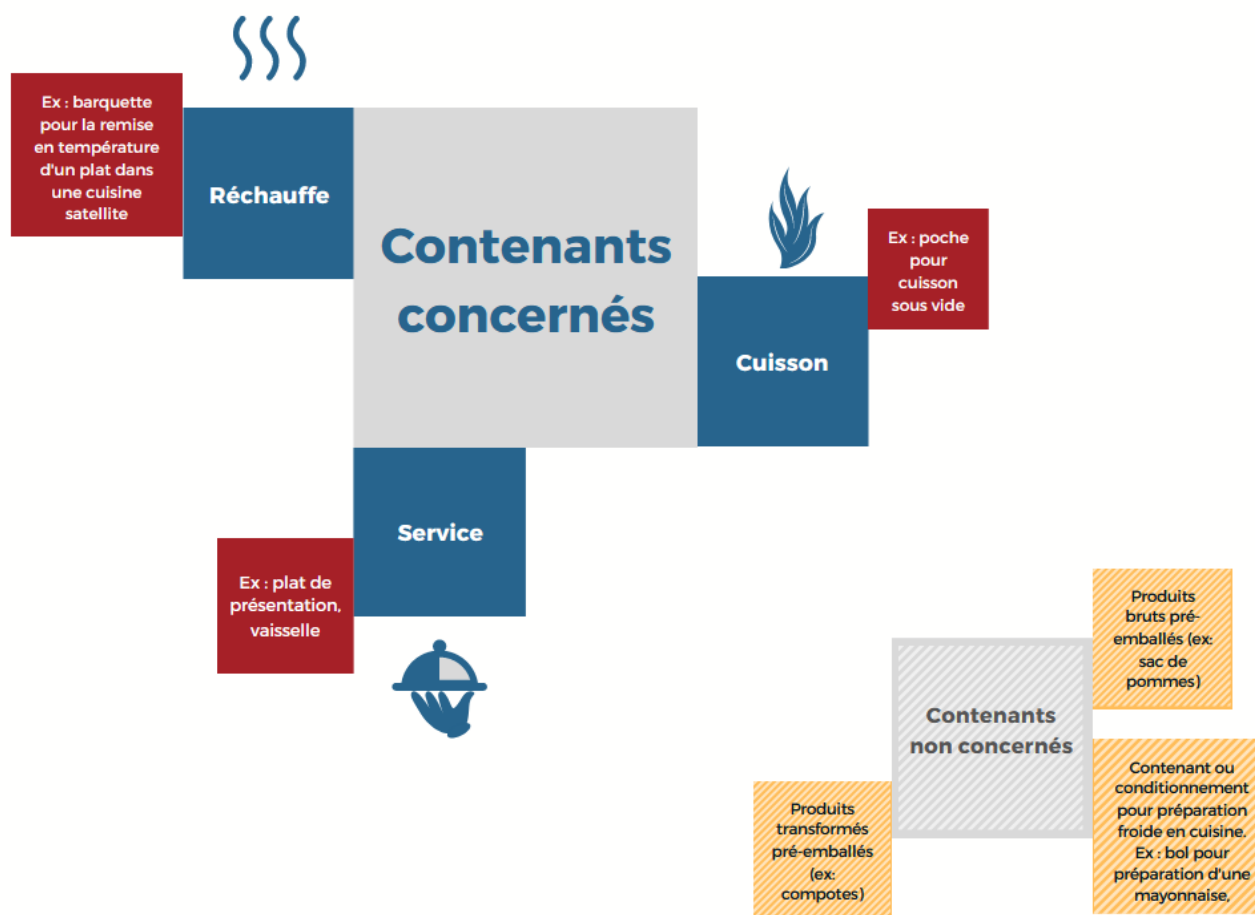 Ex : barquette
pour la remise
en température
d'un plat dans
une cuisine
satellite
Réchauffe
Contenants
concernés
Ex : poche
pour
cuisson
sous vide
Cuisson
Service
Ex : plat de
présentation,
vaisselle
Produits
bruts pré-
emballés (ex:
sac de
pommes)
Contenants
non concernés
Contenant ou
conditionnement
pour préparation
froide en cuisine.
Ex : bol pour
préparation d'une
mayonnaise,
Produits
transformés
pré-emballés
(ex:
compotes)